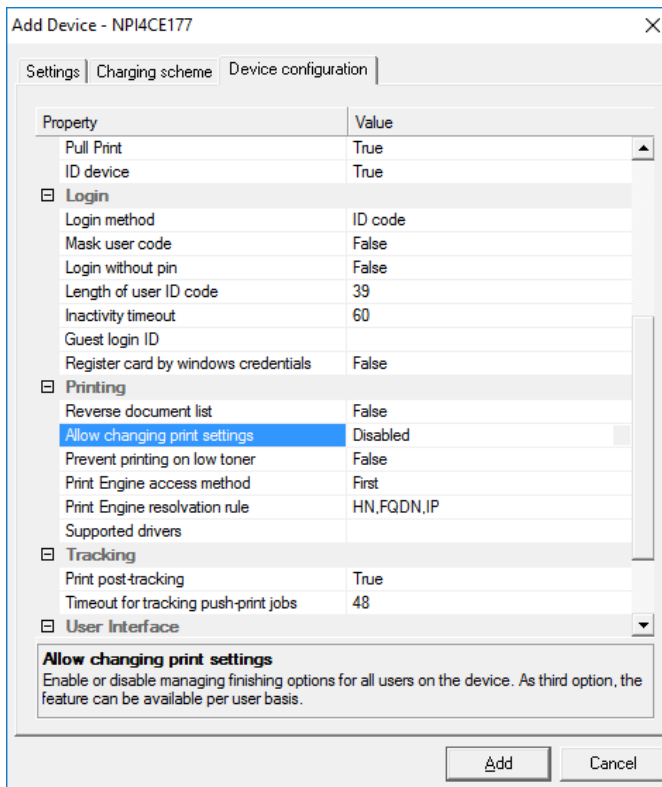 Add Device - NPI4CE177
Settings Charging scheme Device configuration
Property Value
Pull Print True
ID device True
Login
Login method ID code
Mask user code False
Login without pin False
Length of user ID code 39
Inactivity timeout 60
Guest login ID
Register card by windows credentials False
Printing
Reverse document list False
Allow changing print settings Disabled
Prevent printing on low toner False
Print Engine access method First
Print Engine resolvation rule HN,FQDN,IP
Supported drivers
Tracking
Print post-tracking True
Timeout for tracking push-print jobs 48
User Interface
Allow changing print settings
Enable or disable managing finishing options for all users on the device. As third option, the
feature can be available per user basis.
Add Cancel